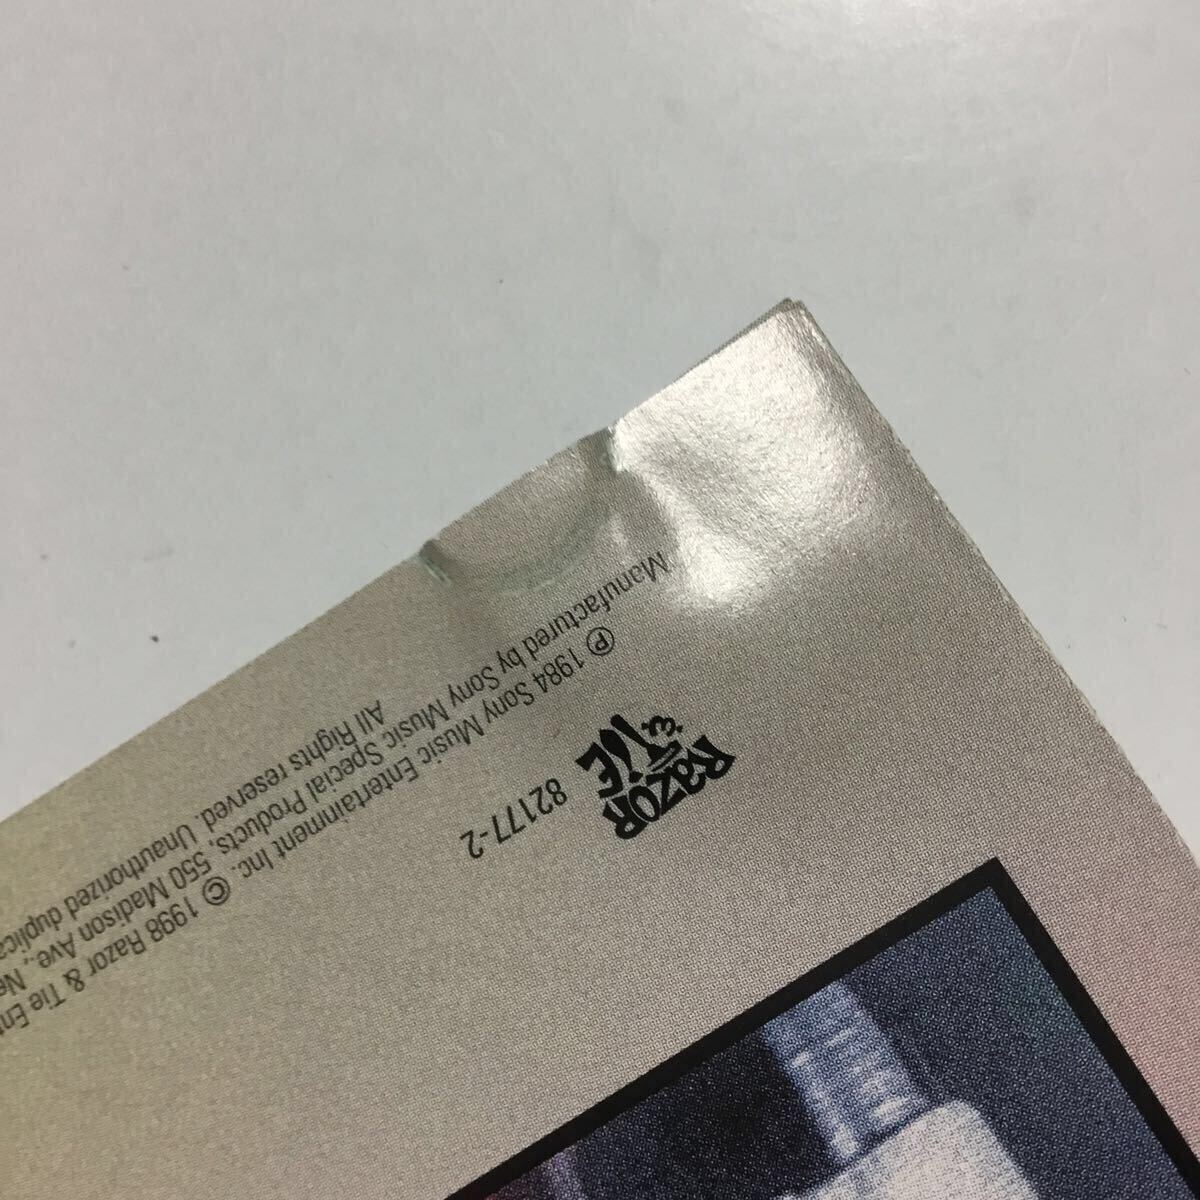 RAZOR
& TiE
82177-2
℗ 1984 Sony Music Entertainment Inc. © 1998 Razor & Tie Ent
Manufactured by Sony Music Special Products, 550 Madison Ave., Ne
All Rights reserved. Unauthorized duplica